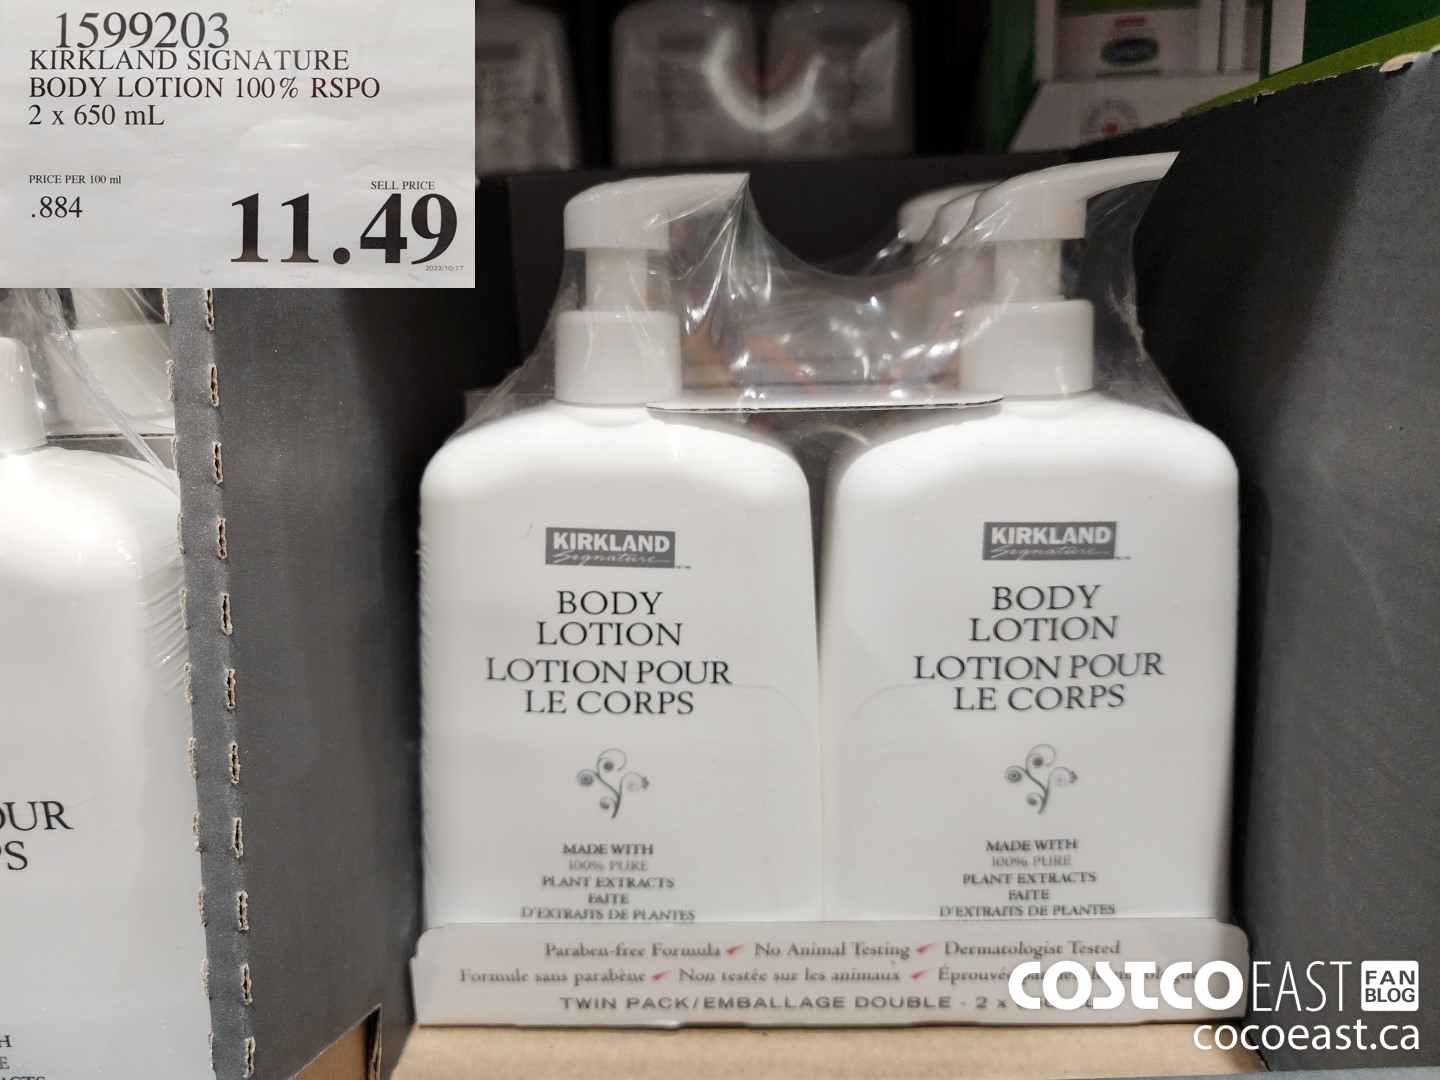 1599203
KIRKLAND SIGNATURE
BODY LOTION 100% RSPO
2 x 650 mL
PRICE PER 100 ml
.884
SELL PRICE
11.49
2023/10/17
KIRKLAND
Signature
BODY
LOTION
LOTION POUR
LE CORPS
MADE WITH
100% PURE
PLANT EXTRACTS
FAITE
D'EXTRAITS DE PLANTES
KIRKLAND
Signature
BODY
LOTION
LOTION POUR
LE CORPS
MADE WITH
100% PURE
PLANT EXTRACTS
FAITE
D'EXTRAITS DE PLANTES
Paraben-free Formula No Animal Testing Dermatologist Tested
Formule sans parabène Non testée sur les animaux
TWIN PACK/EMBALLAGE DOUBLE - 2 x
COSTCO EAST FAN
BLOG
cocoeast.ca